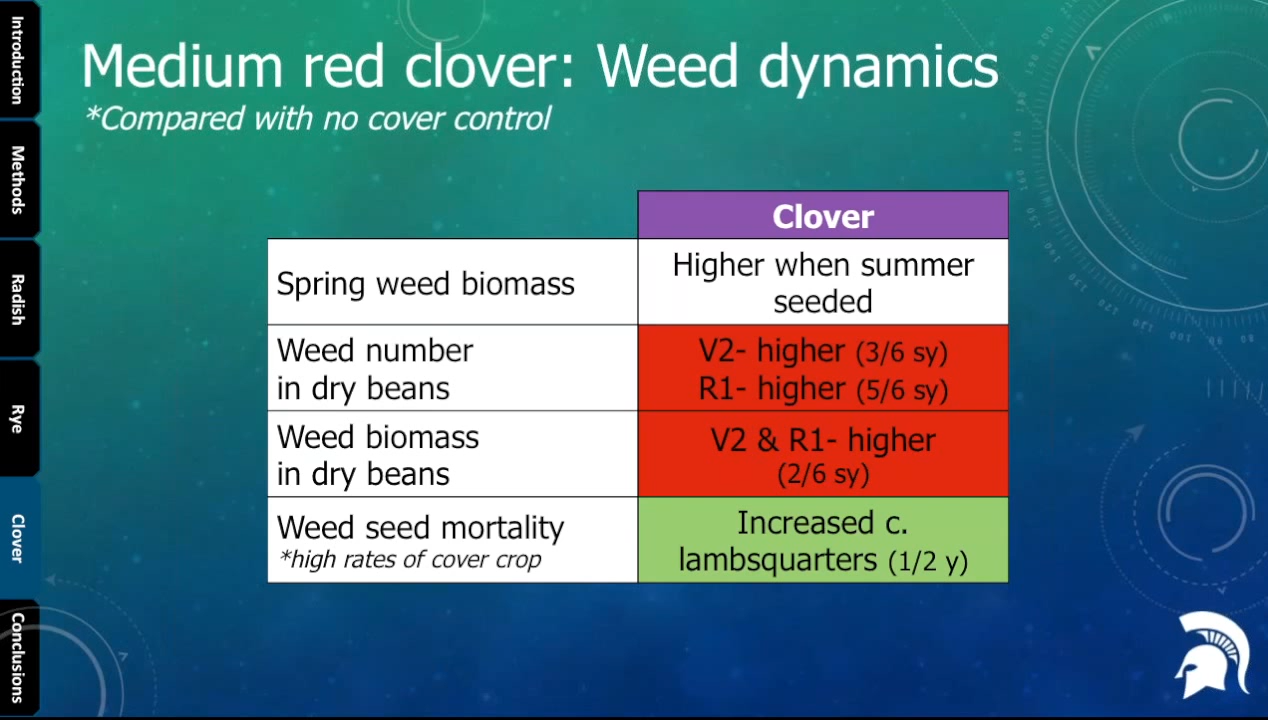 Introduction
Methods
Radish
Rye
Clover
Conclusions
Medium red clover: Weed dynamics
*Compared with no cover control
Clover
Spring weed biomass
Higher when summer
seeded
Weed number
in dry beans
V2- higher (3/6 sy)
R1- higher (5/6 sy)
Weed biomass
in dry beans
V2 & R1- higher
(2/6 sy)
Weed seed mortality
*high rates of cover crop
Increased c.
lambsquarters (1/2 y)